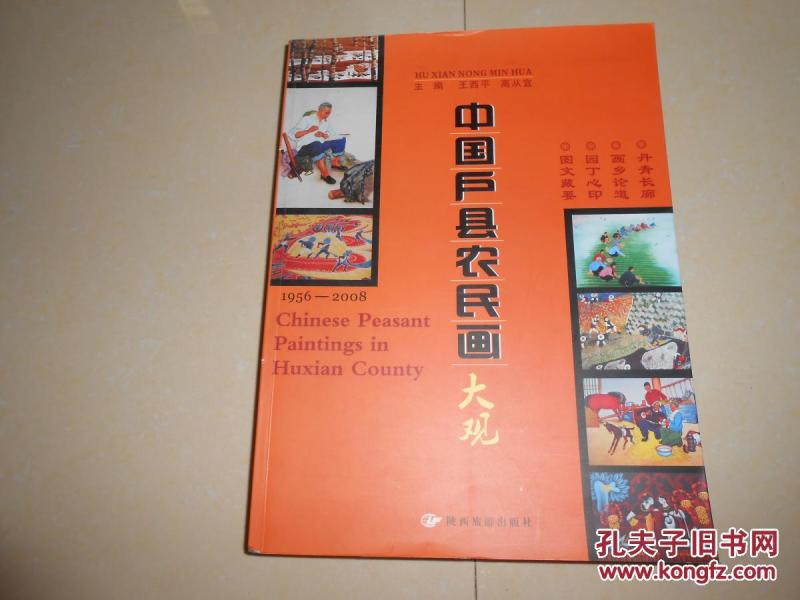 HU XIAN NONG MIN HUA
主 编 王西平 高从宜
中国户县农民画
大观
丹青长廊
西乡论道
园丁心印
图文藏要
1956—2008
Chinese Peasant
Paintings in
Huxian County
陕西旅游出版社
孔夫子旧书网
www.kongfz.com